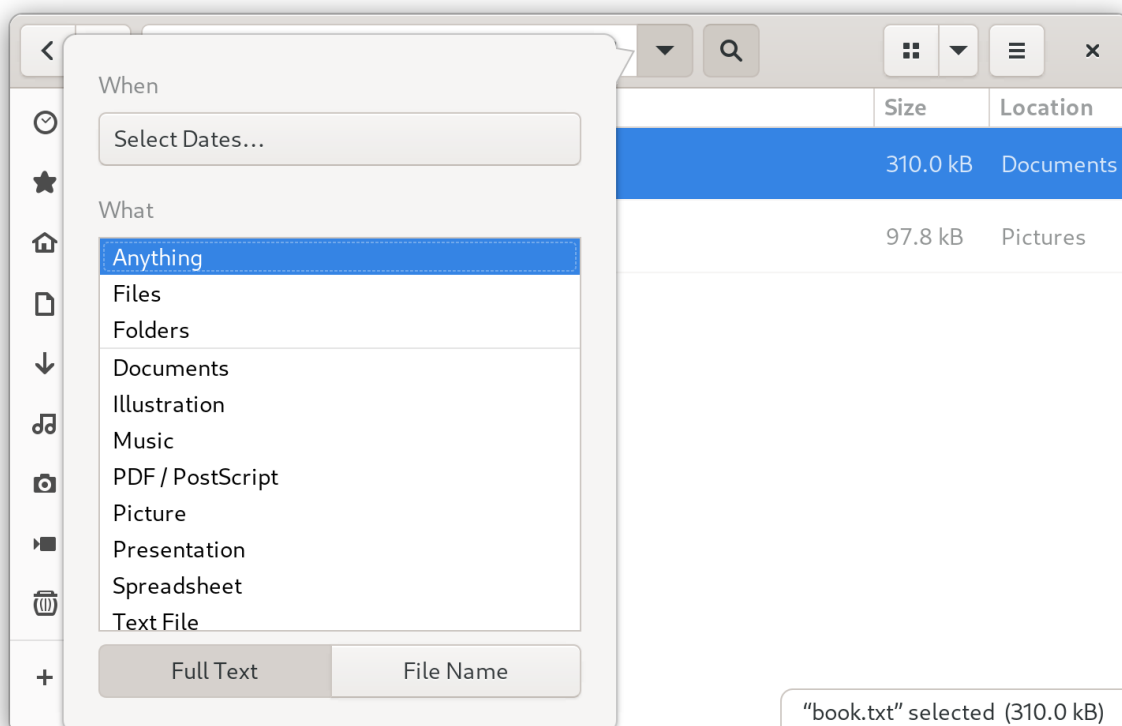 When
Select Dates...
What
Anything
Files
Folders
Documents
Illustration
Music
PDF / PostScript
Picture
Presentation
Spreadsheet
Text File
Full Text File Name
Size Location
310.0 kB Documents
97.8 kB Pictures
“book.txt” selected (310.0 kB)